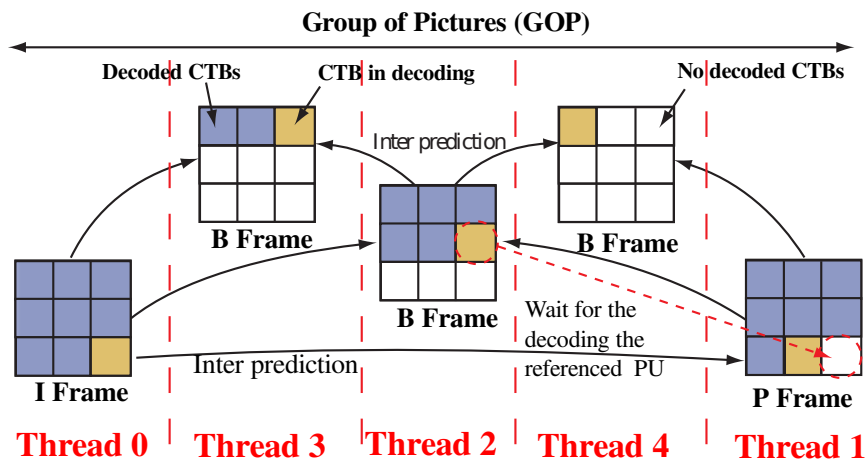 Group of Pictures (GOP)
Decoded CTBs
CTB in decoding
No decoded CTBs
Inter prediction
B Frame
B Frame
B Frame
Wait for the
decoding the
referenced PU
Inter prediction
I Frame
P Frame
Thread 0
Thread 3
Thread 2
Thread 4
Thread 1